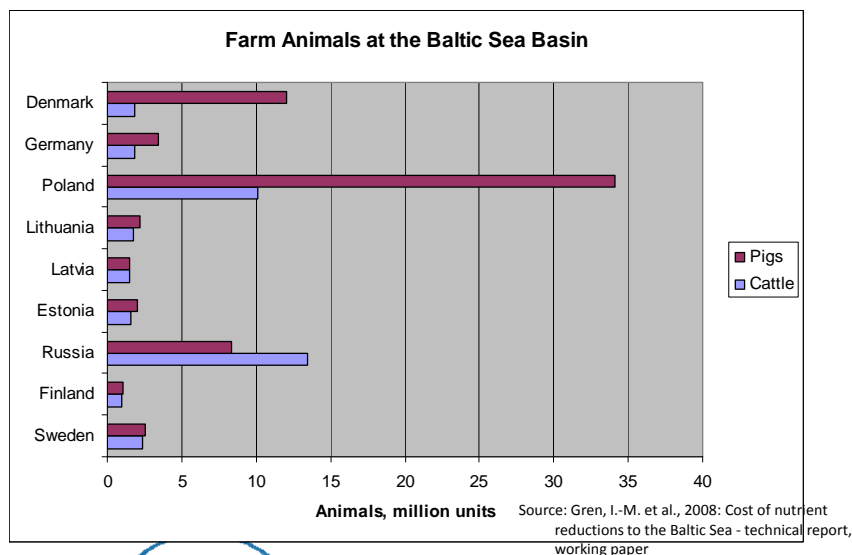 Farm Animals at the Baltic Sea Basin
Denmark
Germany
Poland
Lithuania
Latvia
Estonia
Russia
Finland
Sweden
0 5 10 15 20 25 30 35 40
Animals, million units
Pigs
Cattle
Source: Gren, I.-M. et al., 2008: Cost of nutrient
reductions to the Baltic Sea - technical report,
working paper